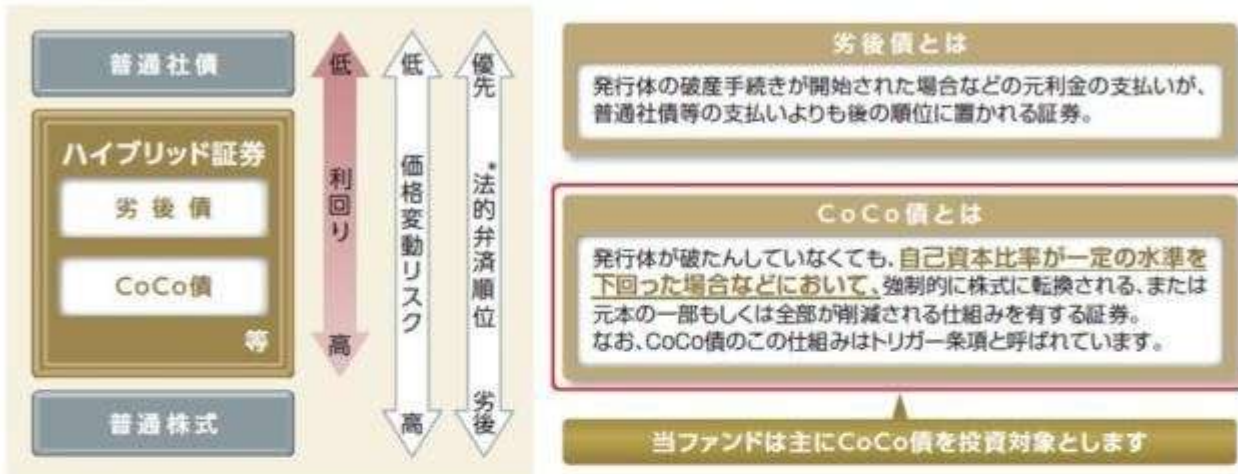 普通社債
ハイブリッド証券
劣後債
CoCo債
等
普通株式
低
利回り
高
低
価格変動リスク
高
優先
*法的弁済順位
劣後
劣後債とは
発行体の破産手続きが開始された場合などの元利金の支払いが、
普通社債等の支払いよりも後の順位に置かれる証券。
CoCo債とは
発行体が破たんしていなくても、自己資本比率が一定の水準を
下回った場合などにおいて、強制的に株式に転換される、または
元本の一部もしくは全部が削減される仕組みを有する証券。
なお、CoCo債のこの仕組みはトリガー条項と呼ばれています。
当ファンドは主にCoCo債を投資対象とします